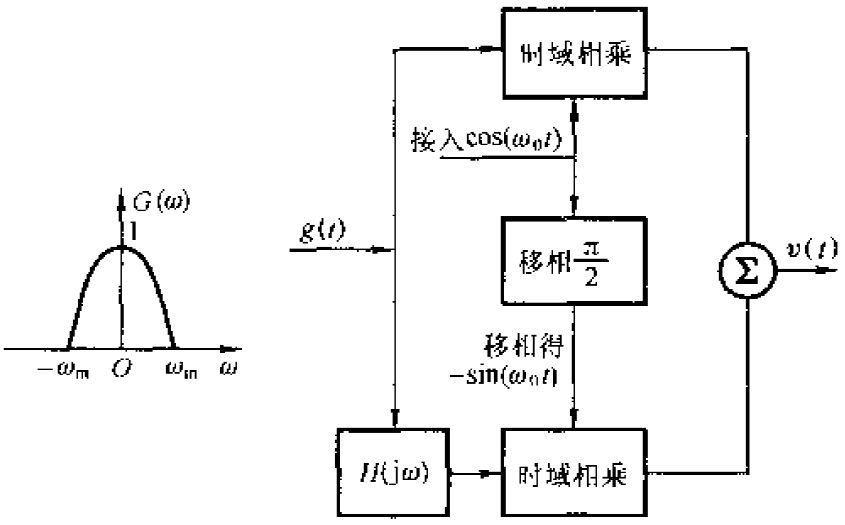 时域相乘
接入cos(ω₀t)
G(ω)
1
g(t)
移相 π/2
Σ
v(t)
-ωm O ωm ω
移相得
-sin(ω₀t)
H(jω)
时域相乘